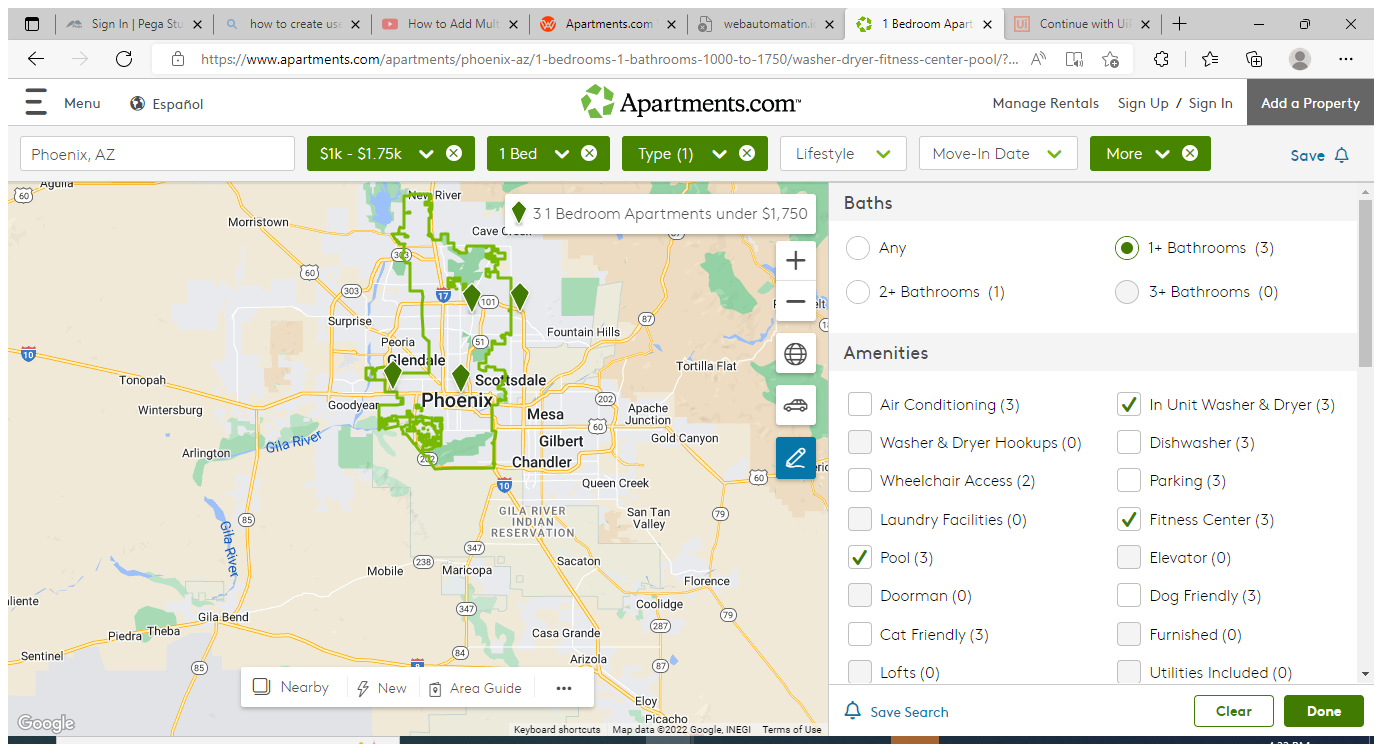 Sign In | Pega Stu
how to create use
How to Add Mult
Apartments.com
webautomation.i
1 Bedroom Apart
Continue with Ui
https://www.apartments.com/apartments/phoenix-az/1-bedrooms-1-bathrooms-1000-to-1750/washer-dryer-fitness-center-pool/?...
Menu
Español
Apartments.com™
Manage Rentals
Sign Up / Sign In
Add a Property
Phoenix, AZ
$1k - $1.75k
1 Bed
Type (1)
Lifestyle
Move-In Date
More
Save
3 1 Bedroom Apartments under $1,750
Aguila
60
New River
Morristown
Cave Creek
303
60
303
17
101
Surprise
Fountain Hills
87
Peoria
51
10
Glendale
Tortilla Flat
Tonopah
Scottsdale
Wintersburg
Goodyear
Phoenix
202
Mesa
Apache
Junction
60
Gold Canyon
Arlington
Gila River
Gilbert
202
Chandler
60
10
Queen Creek
85
Gila River
GILA RIVER
INDIAN
RESERVATION
San Tan
Valley
79
347
238
Sacaton
Mobile
Maricopa
Florence
aliente
347
Coolidge
79
Gila Bend
287
Piedra
Theba
Casa Grande
Sentinel
84
Arizola
85
87
Eloy
Picacho
Nearby
New
Area Guide
Google
Keyboard shortcuts
Map data ©2022 Google, INEGI
Terms of Use
Baths
Any
1+ Bathrooms (3)
2+ Bathrooms (1)
3+ Bathrooms (0)
Amenities
Air Conditioning (3)
In Unit Washer & Dryer (3)
Washer & Dryer Hookups (0)
Dishwasher (3)
Wheelchair Access (2)
Parking (3)
Laundry Facilities (0)
Fitness Center (3)
Pool (3)
Elevator (0)
Doorman (0)
Dog Friendly (3)
Cat Friendly (3)
Furnished (0)
Lofts (0)
Utilities Included (0)
Save Search
Clear
Done